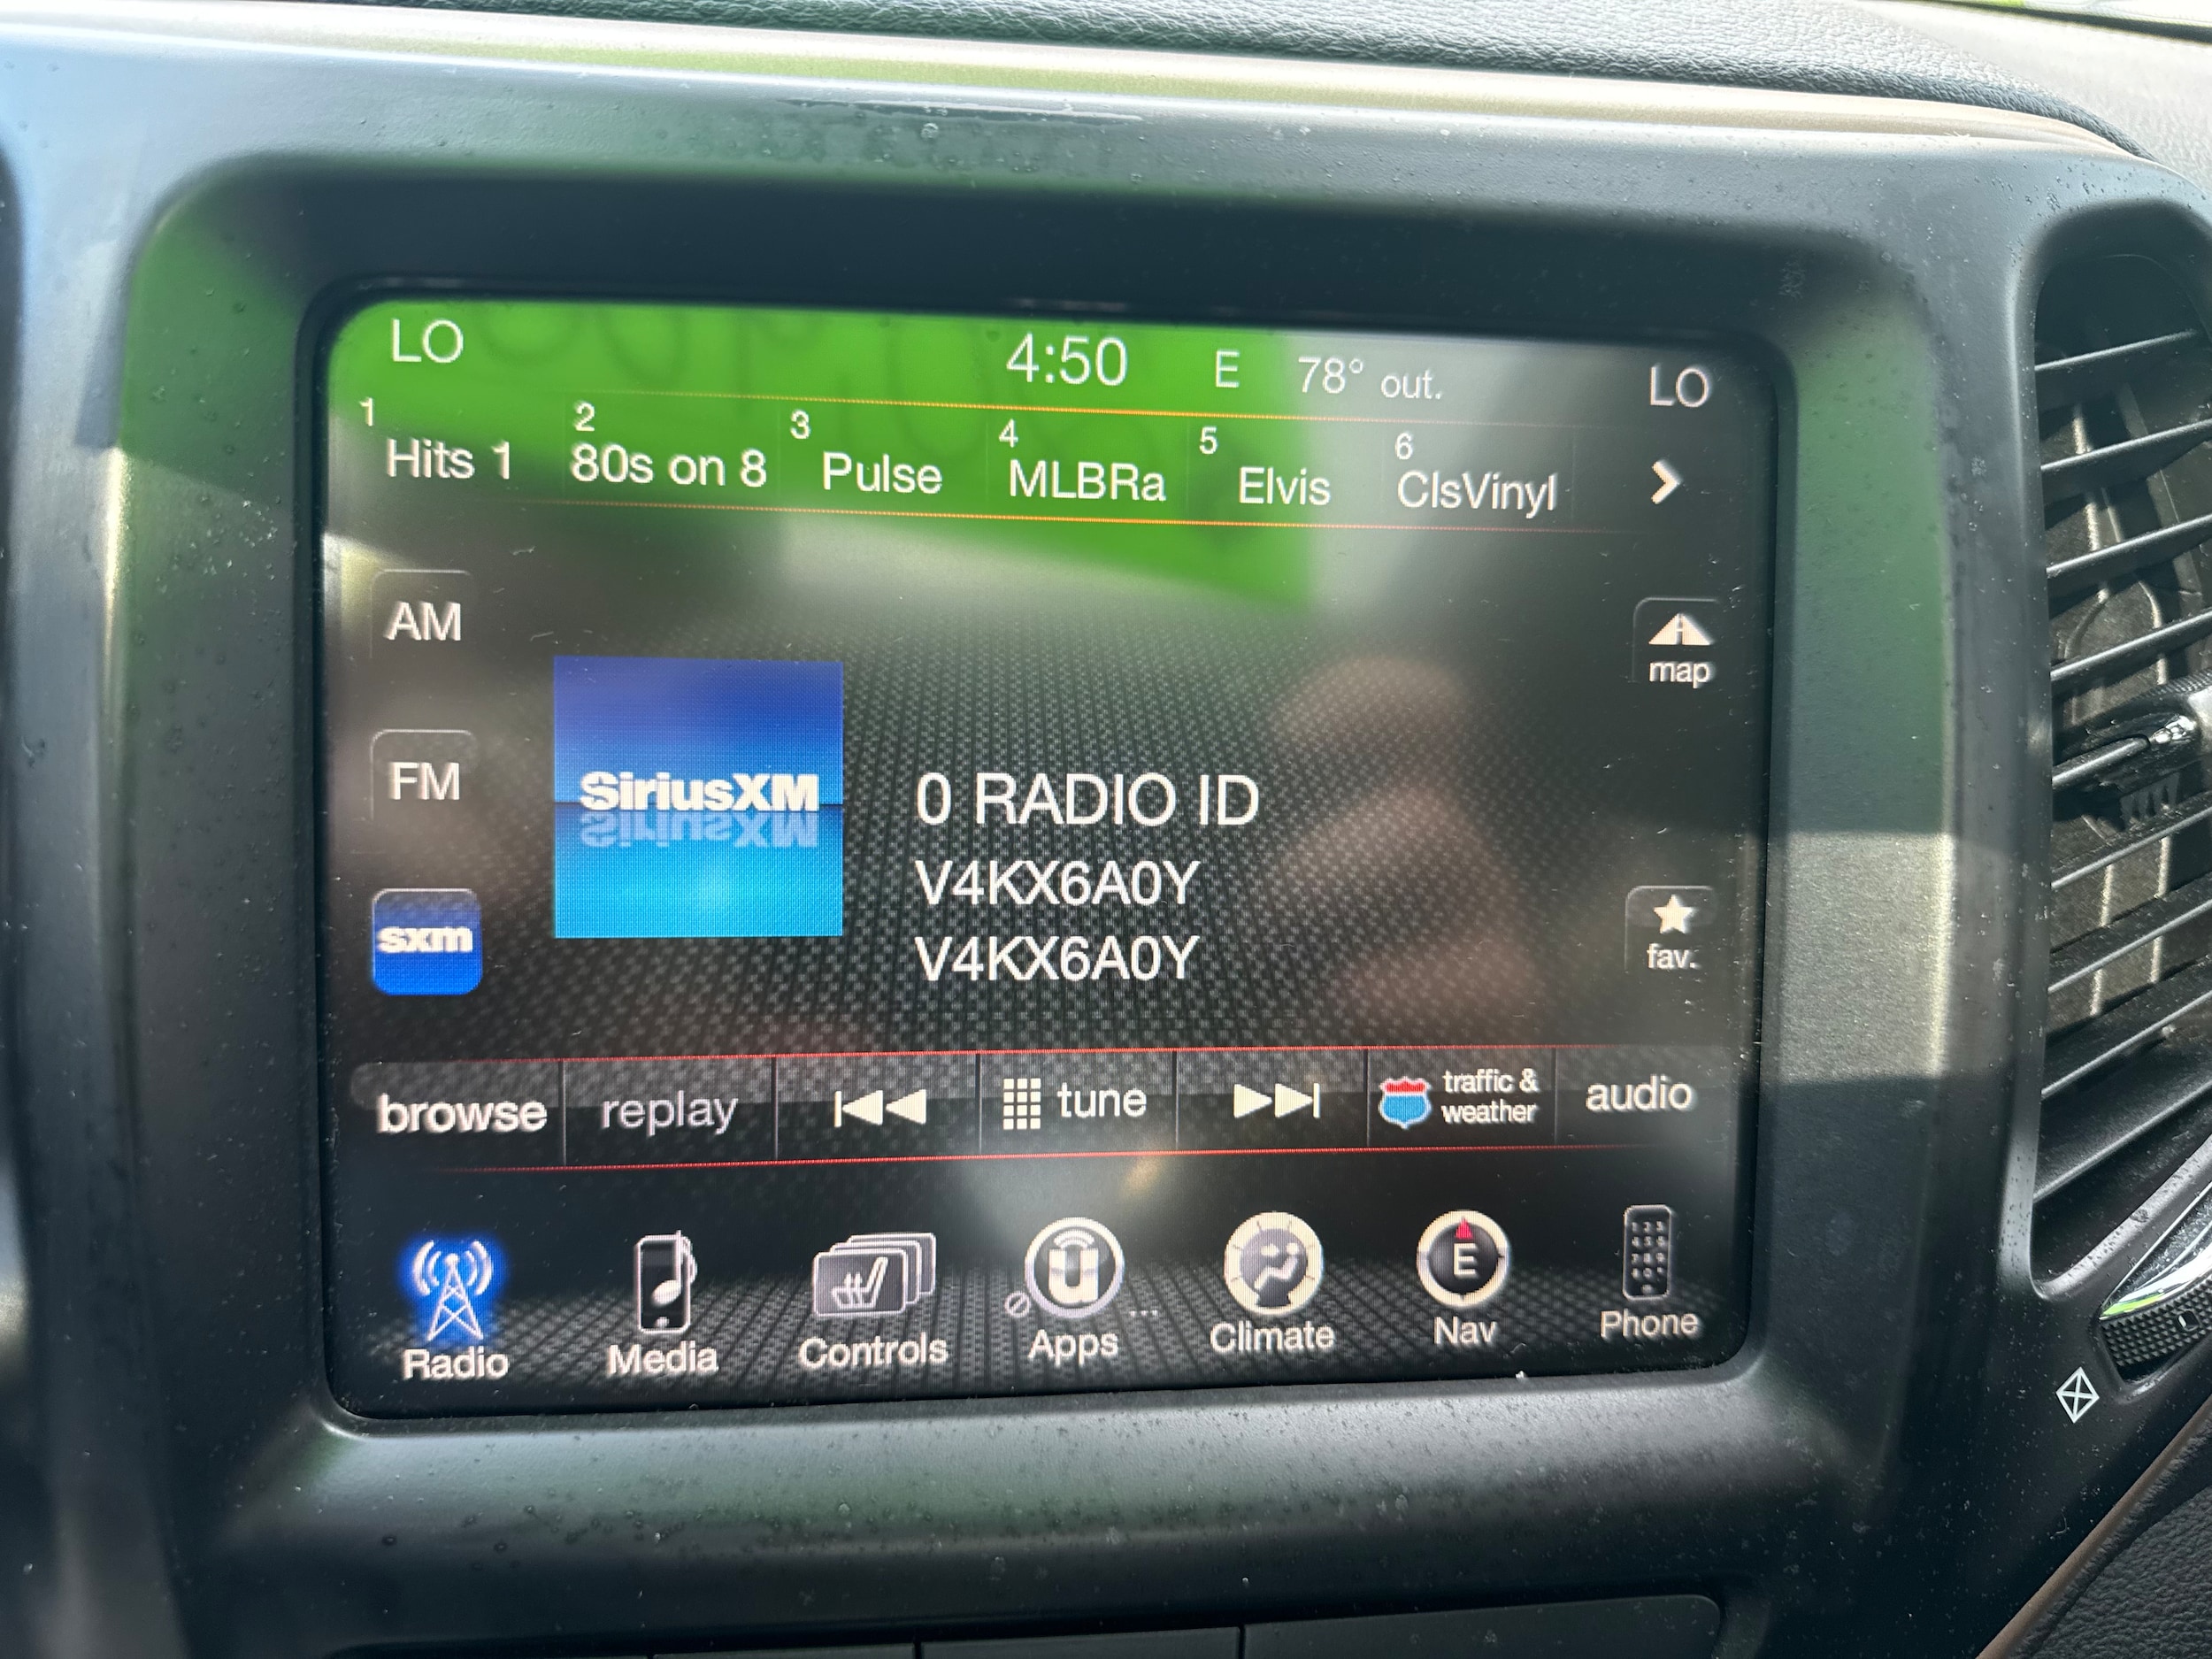 LO 4:50 E 78° out. LO
1 Hits 1 2 80s on 8 3 Pulse 4 MLBRa 5 Elvis 6 ClsVinyl
AM
map
FM
SiriusXM
0 RADIO ID
V4KX6A0Y
V4KX6A0Y
sxm
fav.
browse replay tune traffic & weather audio
Radio Media Controls Apps ... Climate E Nav Phone